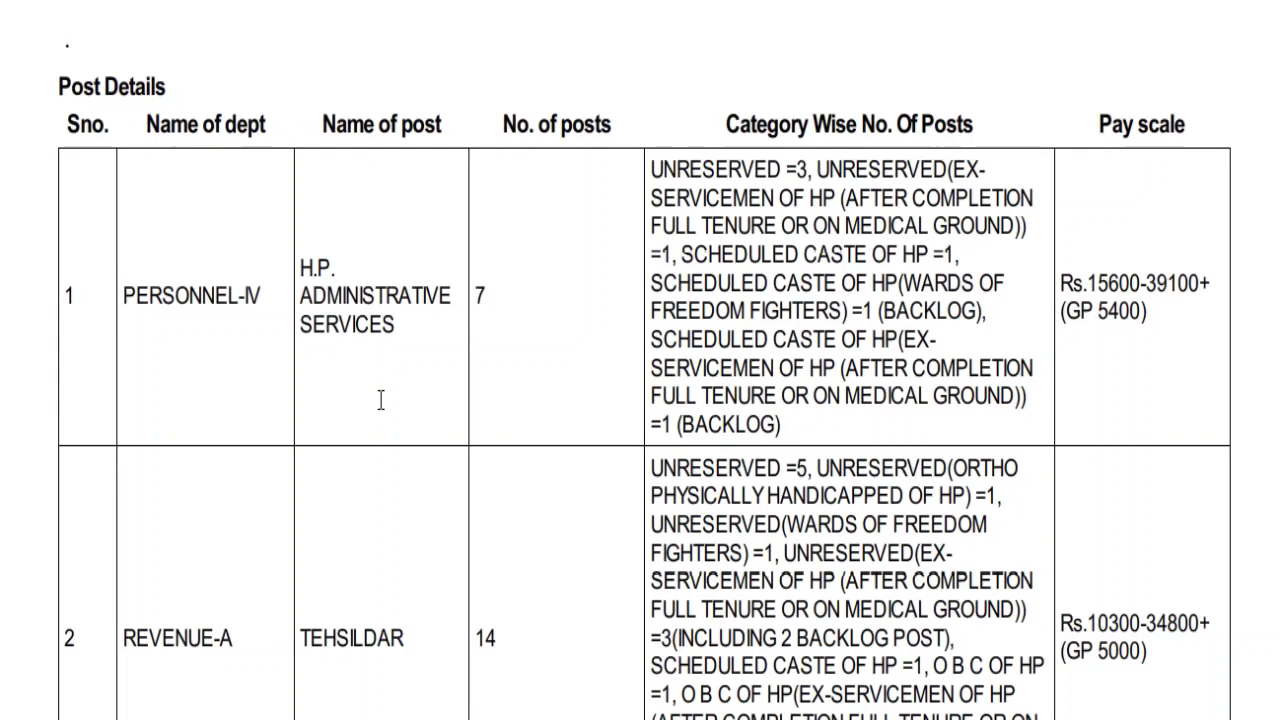 .
Post Details
Sno. Name of dept Name of post No. of posts Category Wise No. Of Posts Pay scale
1
PERSONNEL-IV
H.P.
ADMINISTRATIVE
SERVICES
7
UNRESERVED =3, UNRESERVED(EX-
SERVICEMEN OF HP (AFTER COMPLETION
FULL TENURE OR ON MEDICAL GROUND))
=1, SCHEDULED CASTE OF HP =1,
SCHEDULED CASTE OF HP(WARDS OF
FREEDOM FIGHTERS) =1 (BACKLOG),
SCHEDULED CASTE OF HP(EX-
SERVICEMEN OF HP (AFTER COMPLETION
FULL TENURE OR ON MEDICAL GROUND))
=1 (BACKLOG)
Rs.15600-39100+
(GP 5400)
2
REVENUE-A
TEHSILDAR
14
UNRESERVED =5, UNRESERVED(ORTHO
PHYSICALLY HANDICAPPED OF HP) =1,
UNRESERVED(WARDS OF FREEDOM
FIGHTERS) =1, UNRESERVED(EX-
SERVICEMEN OF HP (AFTER COMPLETION
FULL TENURE OR ON MEDICAL GROUND))
=3(INCLUDING 2 BACKLOG POST),
SCHEDULED CASTE OF HP =1, O B C OF HP
=1, O B C OF HP(EX-SERVICEMEN OF HP
(AFTER COMPLETION FULL TENURE OR ON
Rs.10300-34800+
(GP 5000)